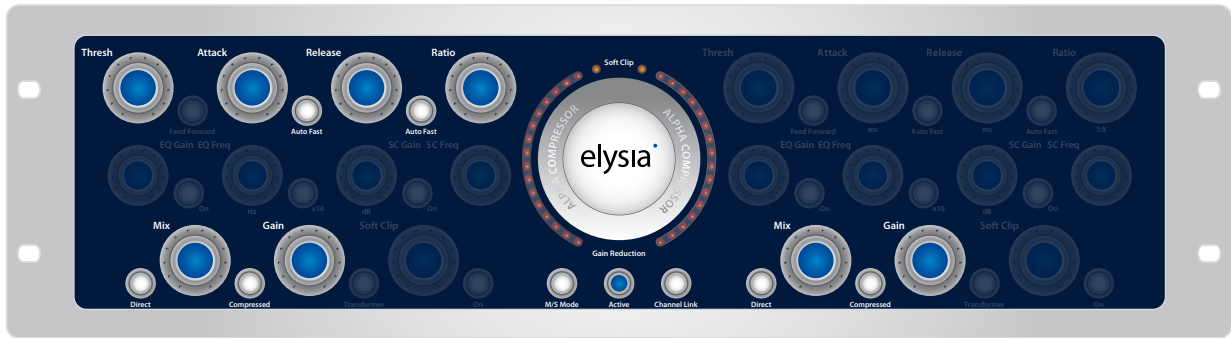 Thresh Attack Release Ratio
Soft Clip
Thresh Attack Release Ratio
Feed Forward Auto Fast Auto Fast
Feed Forward ms Auto Fast ms Auto Fast 1:X
ALPHA COMPRESSOR
elysia
ALPHA COMPRESSOR
EQ Gain EQ Freq SC Gain SC Freq
EQ Gain EQ Freq SC Gain SC Freq
On Hz x10 dB On
On x10 dB On
Mix Gain Soft Clip
Gain Reduction
Mix Gain Soft Clip
Direct Compressed Transformer On
M/S Mode Active Channel Link
Direct Compressed Transformer On